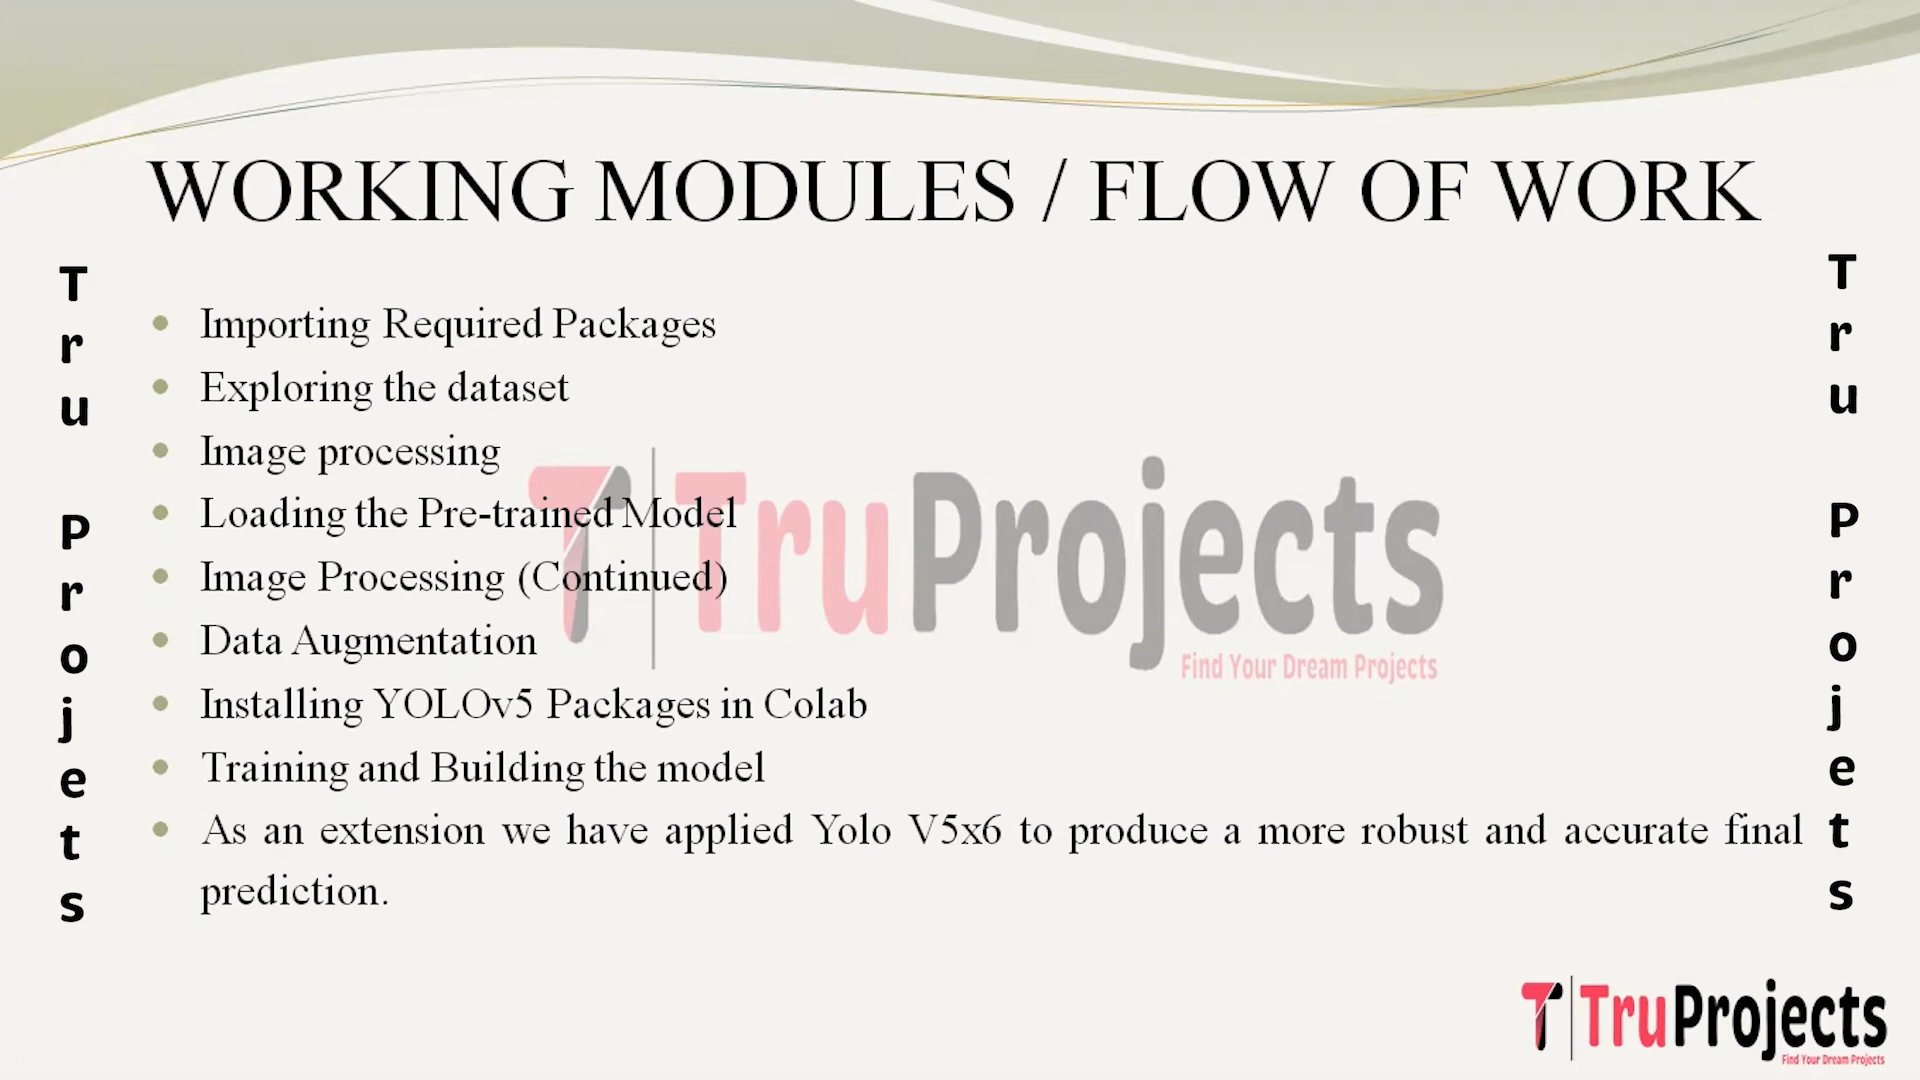 WORKING MODULES / FLOW OF WORK
Tru Projets
Tru Projets
Importing Required Packages
Exploring the dataset
Image processing
Loading the Pre-trained Model
Image Processing (Continued)
Data Augmentation
Installing YOLOv5 Packages in Colab
Training and Building the model
As an extension we have applied Yolo V5x6 to produce a more robust and accurate final
prediction.
TruProjects
Find Your Dream Projects
TruProjects
Find Your Dream Projects